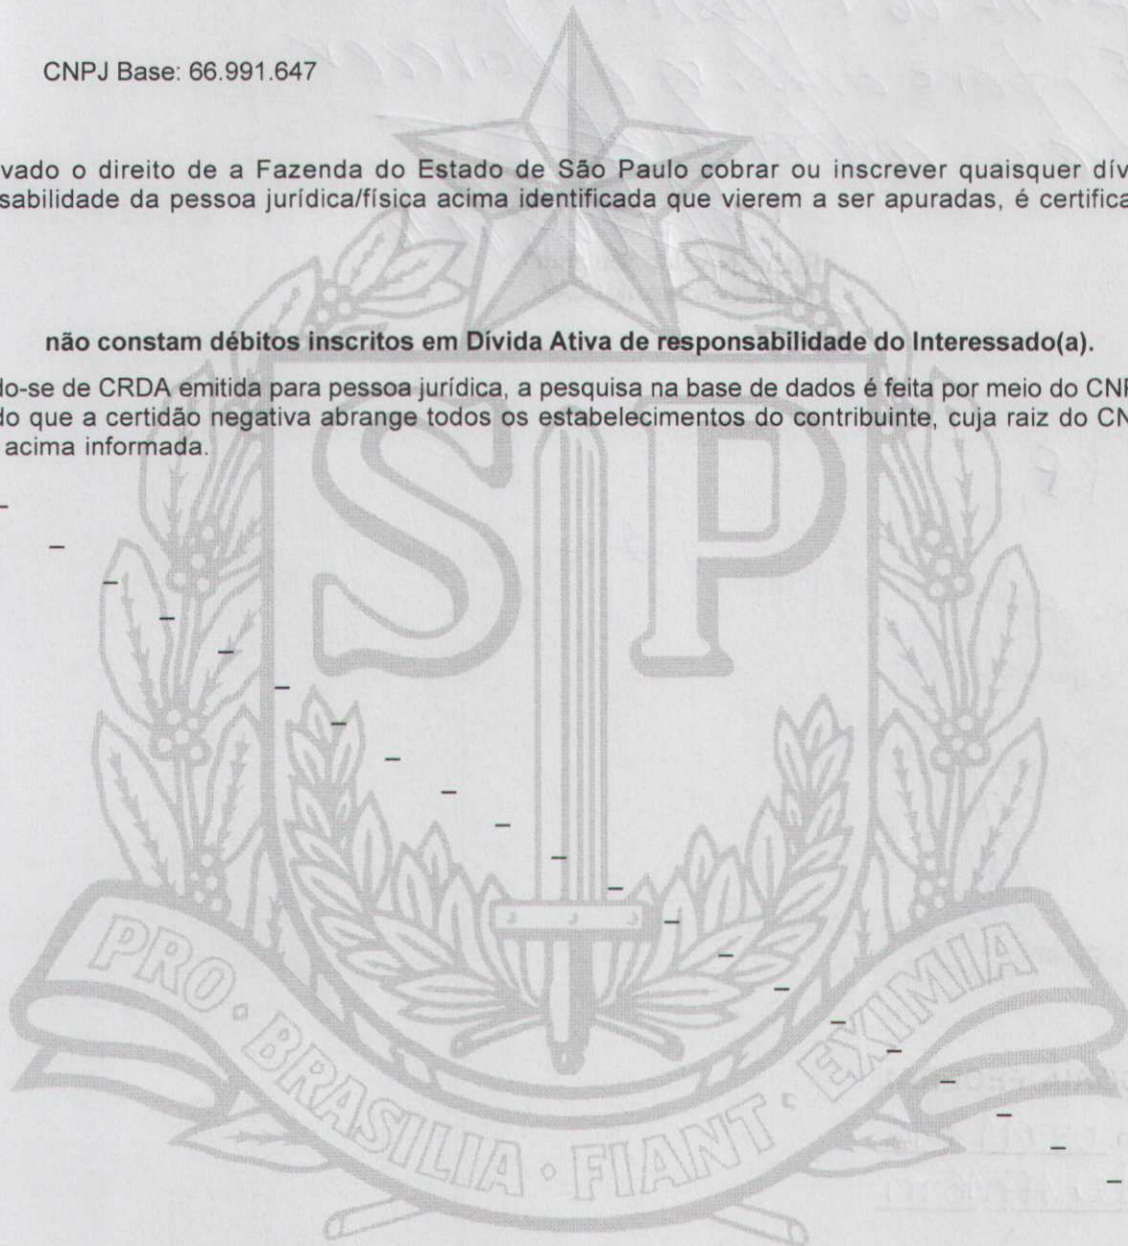 CNPJ Base: 66.991.647
vado o direito de a Fazenda do Estado de São Paulo cobrar ou inscrever quaisquer dív
sabilidade da pessoa jurídica/física acima identificada que vierem a ser apuradas, é certifica
não constam débitos inscritos em Dívida Ativa de responsabilidade do Interessado(a).
do-se de CRDA emitida para pessoa jurídica, a pesquisa na base de dados é feita por meio do CNP
do que a certidão negativa abrange todos os estabelecimentos do contribuinte, cuja raiz do CN
acima informada.
SP
PRO · BRASILIA · FIANT · EXIMIA